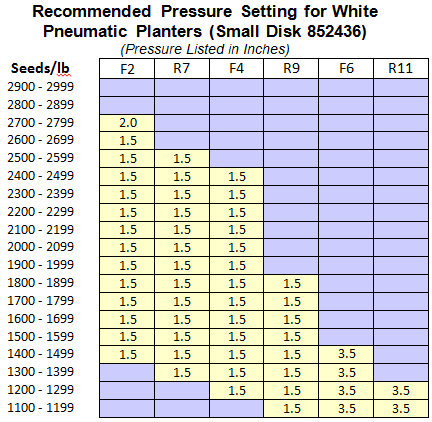 Recommended Pressure Setting for White
Pneumatic Planters (Small Disk 852436)
(Pressure Listed in Inches)
Seeds/lb F2 R7 F4 R9 F6 R11
2900 - 2999
2800 - 2899
2700 - 2799 2.0
2600 - 2699 1.5
2500 - 2599 1.5 1.5
2400 - 2499 1.5 1.5 1.5
2300 - 2399 1.5 1.5 1.5
2200 - 2299 1.5 1.5 1.5
2100 - 2199 1.5 1.5 1.5
2000 - 2099 1.5 1.5 1.5
1900 - 1999 1.5 1.5 1.5
1800 - 1899 1.5 1.5 1.5 1.5
1700 - 1799 1.5 1.5 1.5 1.5
1600 - 1699 1.5 1.5 1.5 1.5
1500 - 1599 1.5 1.5 1.5 1.5
1400 - 1499 1.5 1.5 1.5 1.5 3.5
1300 - 1399 1.5 1.5 1.5 3.5
1200 - 1299 1.5 1.5 3.5 3.5
1100 - 1199 1.5 3.5 3.5